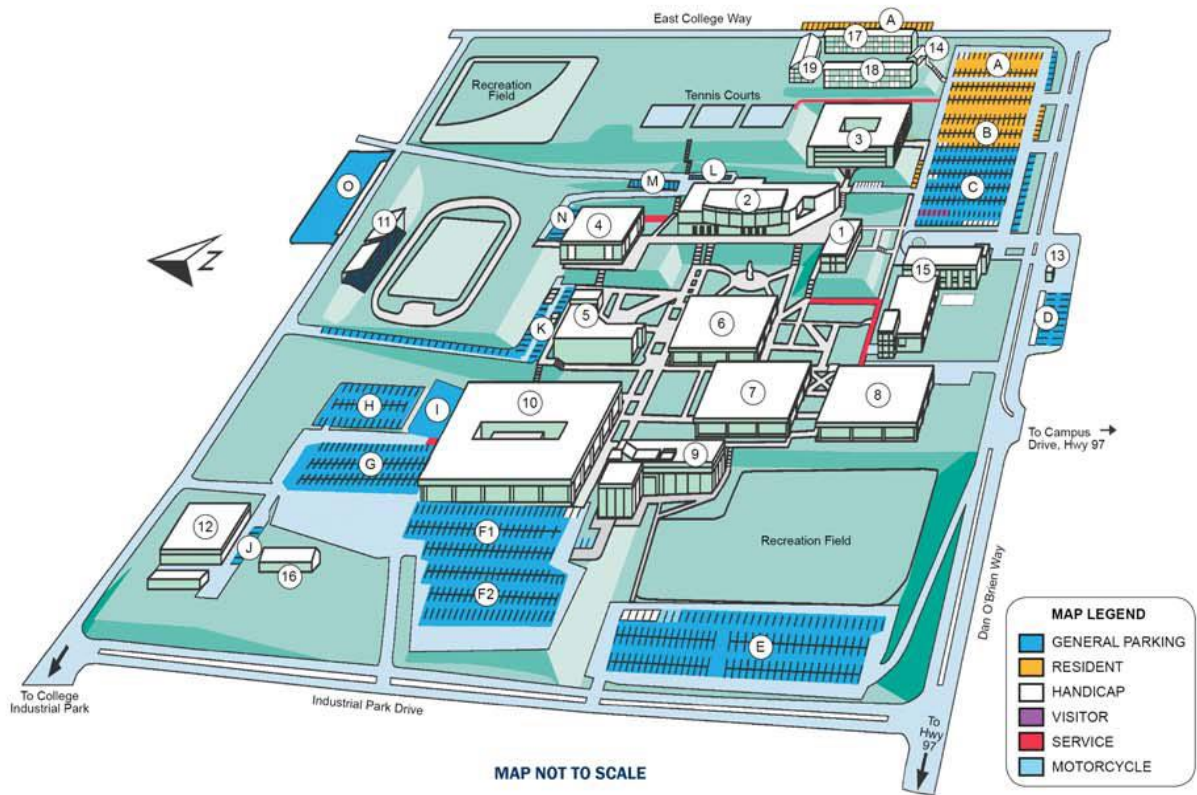 East College Way
A
17
14
19
18
A
Recreation
Field
Tennis Courts
3
B
L
M
C
O
2
N
4
11
1
Z
13
15
5
K
6
D
H
I
10
7
8
To Campus
Drive, Hwy 97
9
G
12
F1
J
16
Recreation Field
F2
E
Dan O'Brien Way
To College
Industrial Park
Industrial Park Drive
To
Hwy
97
MAP NOT TO SCALE
MAP LEGEND
GENERAL PARKING
RESIDENT
HANDICAP
VISITOR
SERVICE
MOTORCYCLE